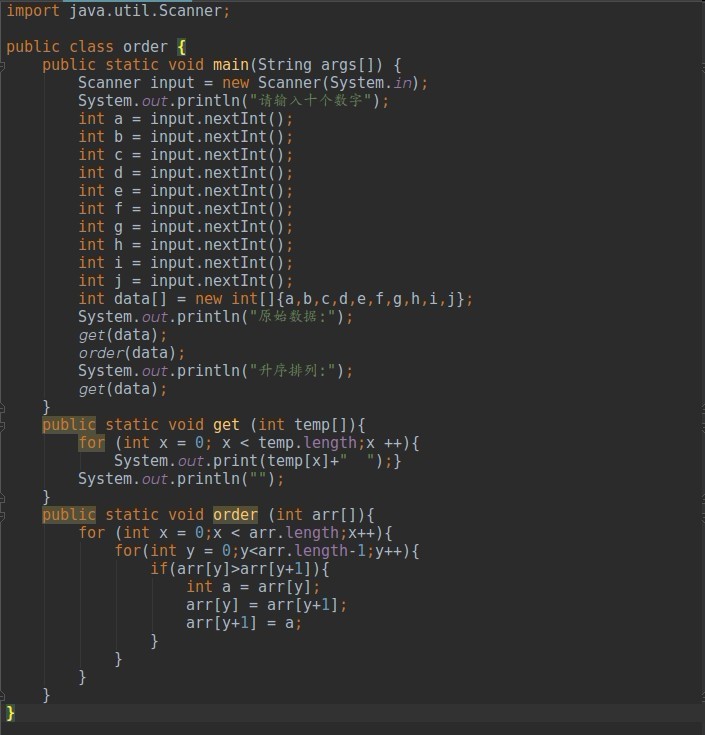 import java.util.Scanner;
public class order {
public static void main(String args[]) {
Scanner input = new Scanner(System.in);
System.out.println("请输入十个数字");
int a = input.nextInt();
int b = input.nextInt();
int c = input.nextInt();
int d = input.nextInt();
int e = input.nextInt();
int f = input.nextInt();
int g = input.nextInt();
int h = input.nextInt();
int i = input.nextInt();
int j = input.nextInt();
int data[] = new int[]{a,b,c,d,e,f,g,h,i,j};
System.out.println("原始数据:");
get(data);
order(data);
System.out.println("升序排列:");
get(data);
}
public static void get (int temp[]){
for (int x = 0; x < temp.length;x ++){
System.out.print(temp[x]+"  ");}
System.out.println("");
}
public static void order (int arr[]){
for (int x = 0;x < arr.length;x++){
for(int y = 0;y<arr.length-1;y++){
if(arr[y]>arr[y+1]){
int a = arr[y];
arr[y] = arr[y+1];
arr[y+1] = a;
}
}
}
}
}